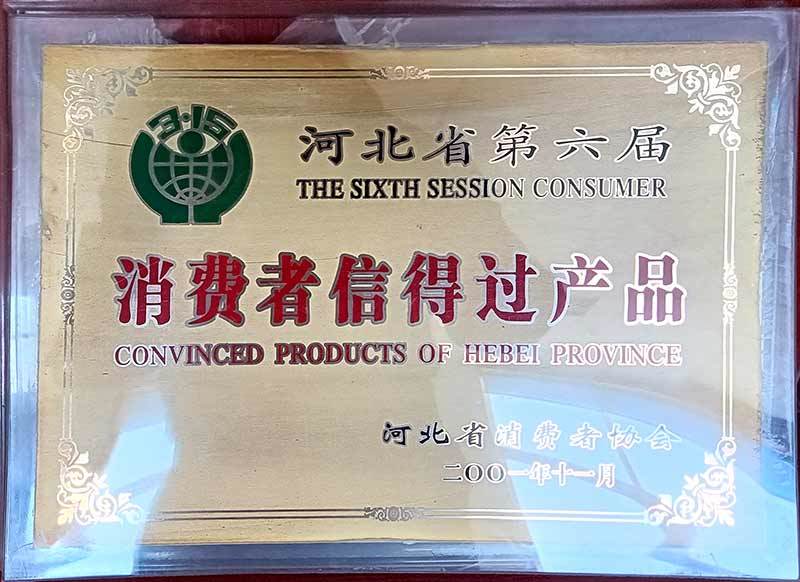 3·15
河北省第六届
THE SIXTH SESSION CONSUMER
消费者信得过产品
CONVINCED PRODUCTS OF HEBEI PROVINCE
河北省消费者协会
二〇〇一年十一月